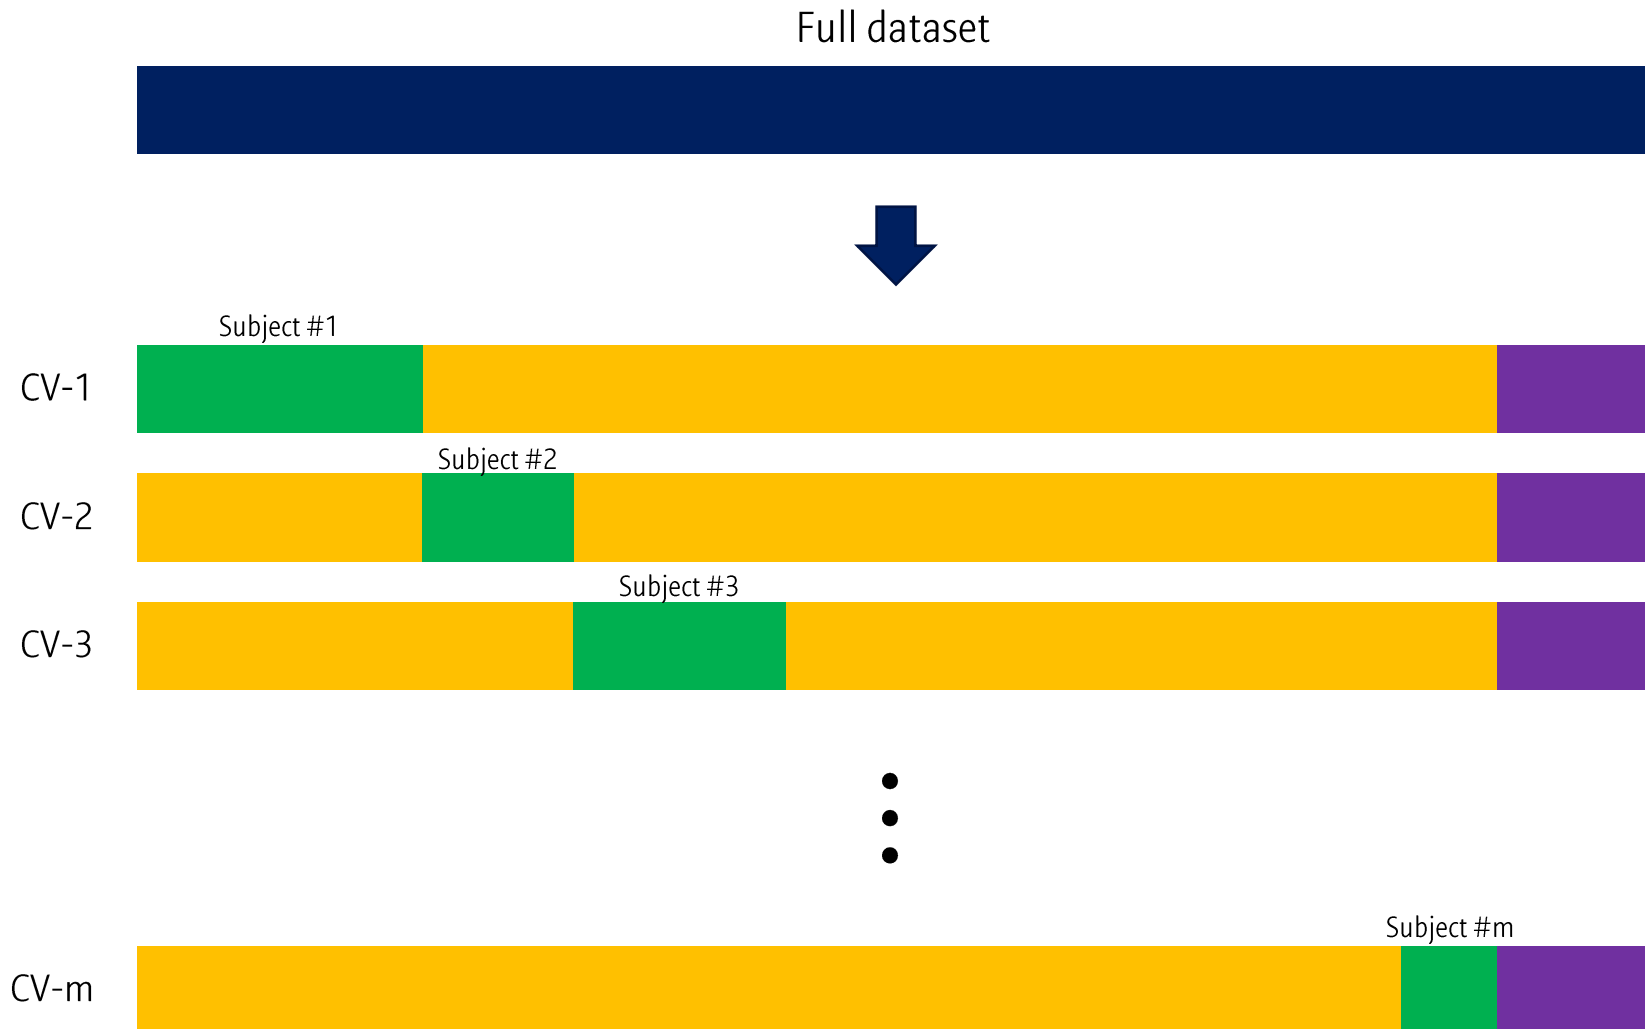 Full dataset
Subject #1
CV-1
Subject #2
CV-2
Subject #3
CV-3
Subject #m
CV-m